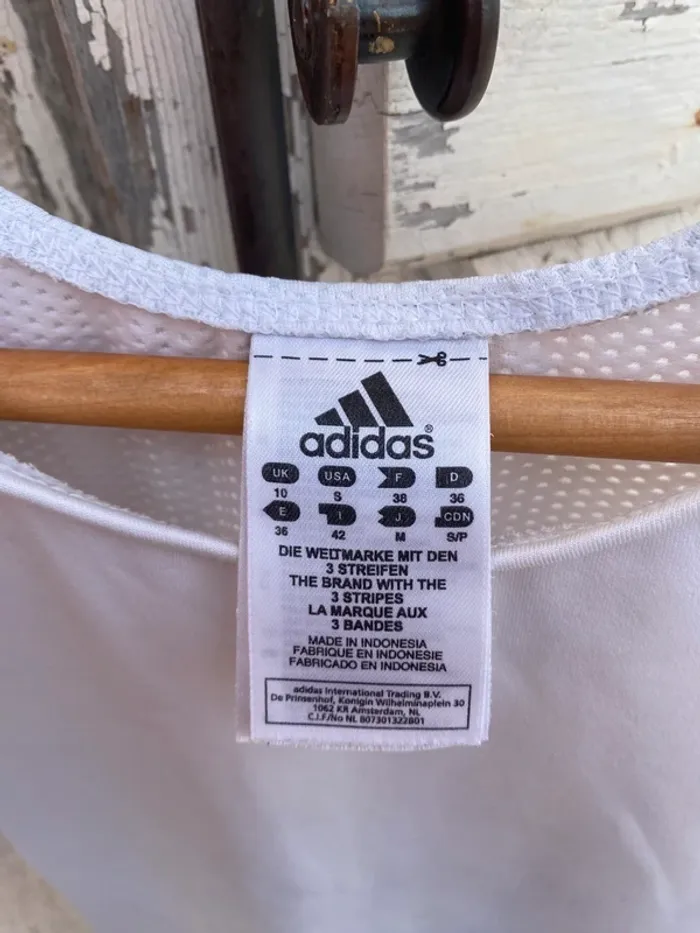 adidas®
UK USA F D
10 S 38 36
E I J CDN
36 42 M S/P
DIE WELTMARKE MIT DEN
3 STREIFEN
THE BRAND WITH THE
3 STRIPES
LA MARQUE AUX
3 BANDES
MADE IN INDONESIA
FABRIQUE EN INDONESIE
FABRICADO EN INDONESIA
adidas International Trading B.V.
De Prinsenhof, Konigin Wilhelminaplein 30
1062 KR Amsterdam, NL
C.I.F/No NL 807301322B01